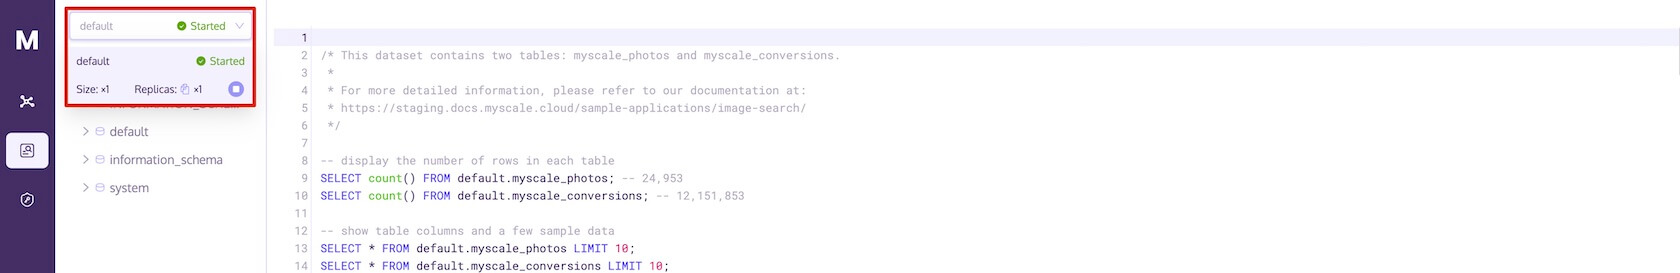 M
default Started
default Started
Size: ×1 Replicas: ×1
default
information_schema
system
1
2 /* This dataset contains two tables: myscale_photos and myscale_conversions.
3 *
4 * For more detailed information, please refer to our documentation at:
5 * https://staging.docs.myscale.cloud/sample-applications/image-search/
6 */
7
8 -- display the number of rows in each table
9 SELECT count() FROM default.myscale_photos; -- 24,953
10 SELECT count() FROM default.myscale_conversions; -- 12,151,853
11
12 -- show table columns and a few sample data
13 SELECT * FROM default.myscale_photos LIMIT 10;
14 SELECT * FROM default.myscale_conversions LIMIT 10;